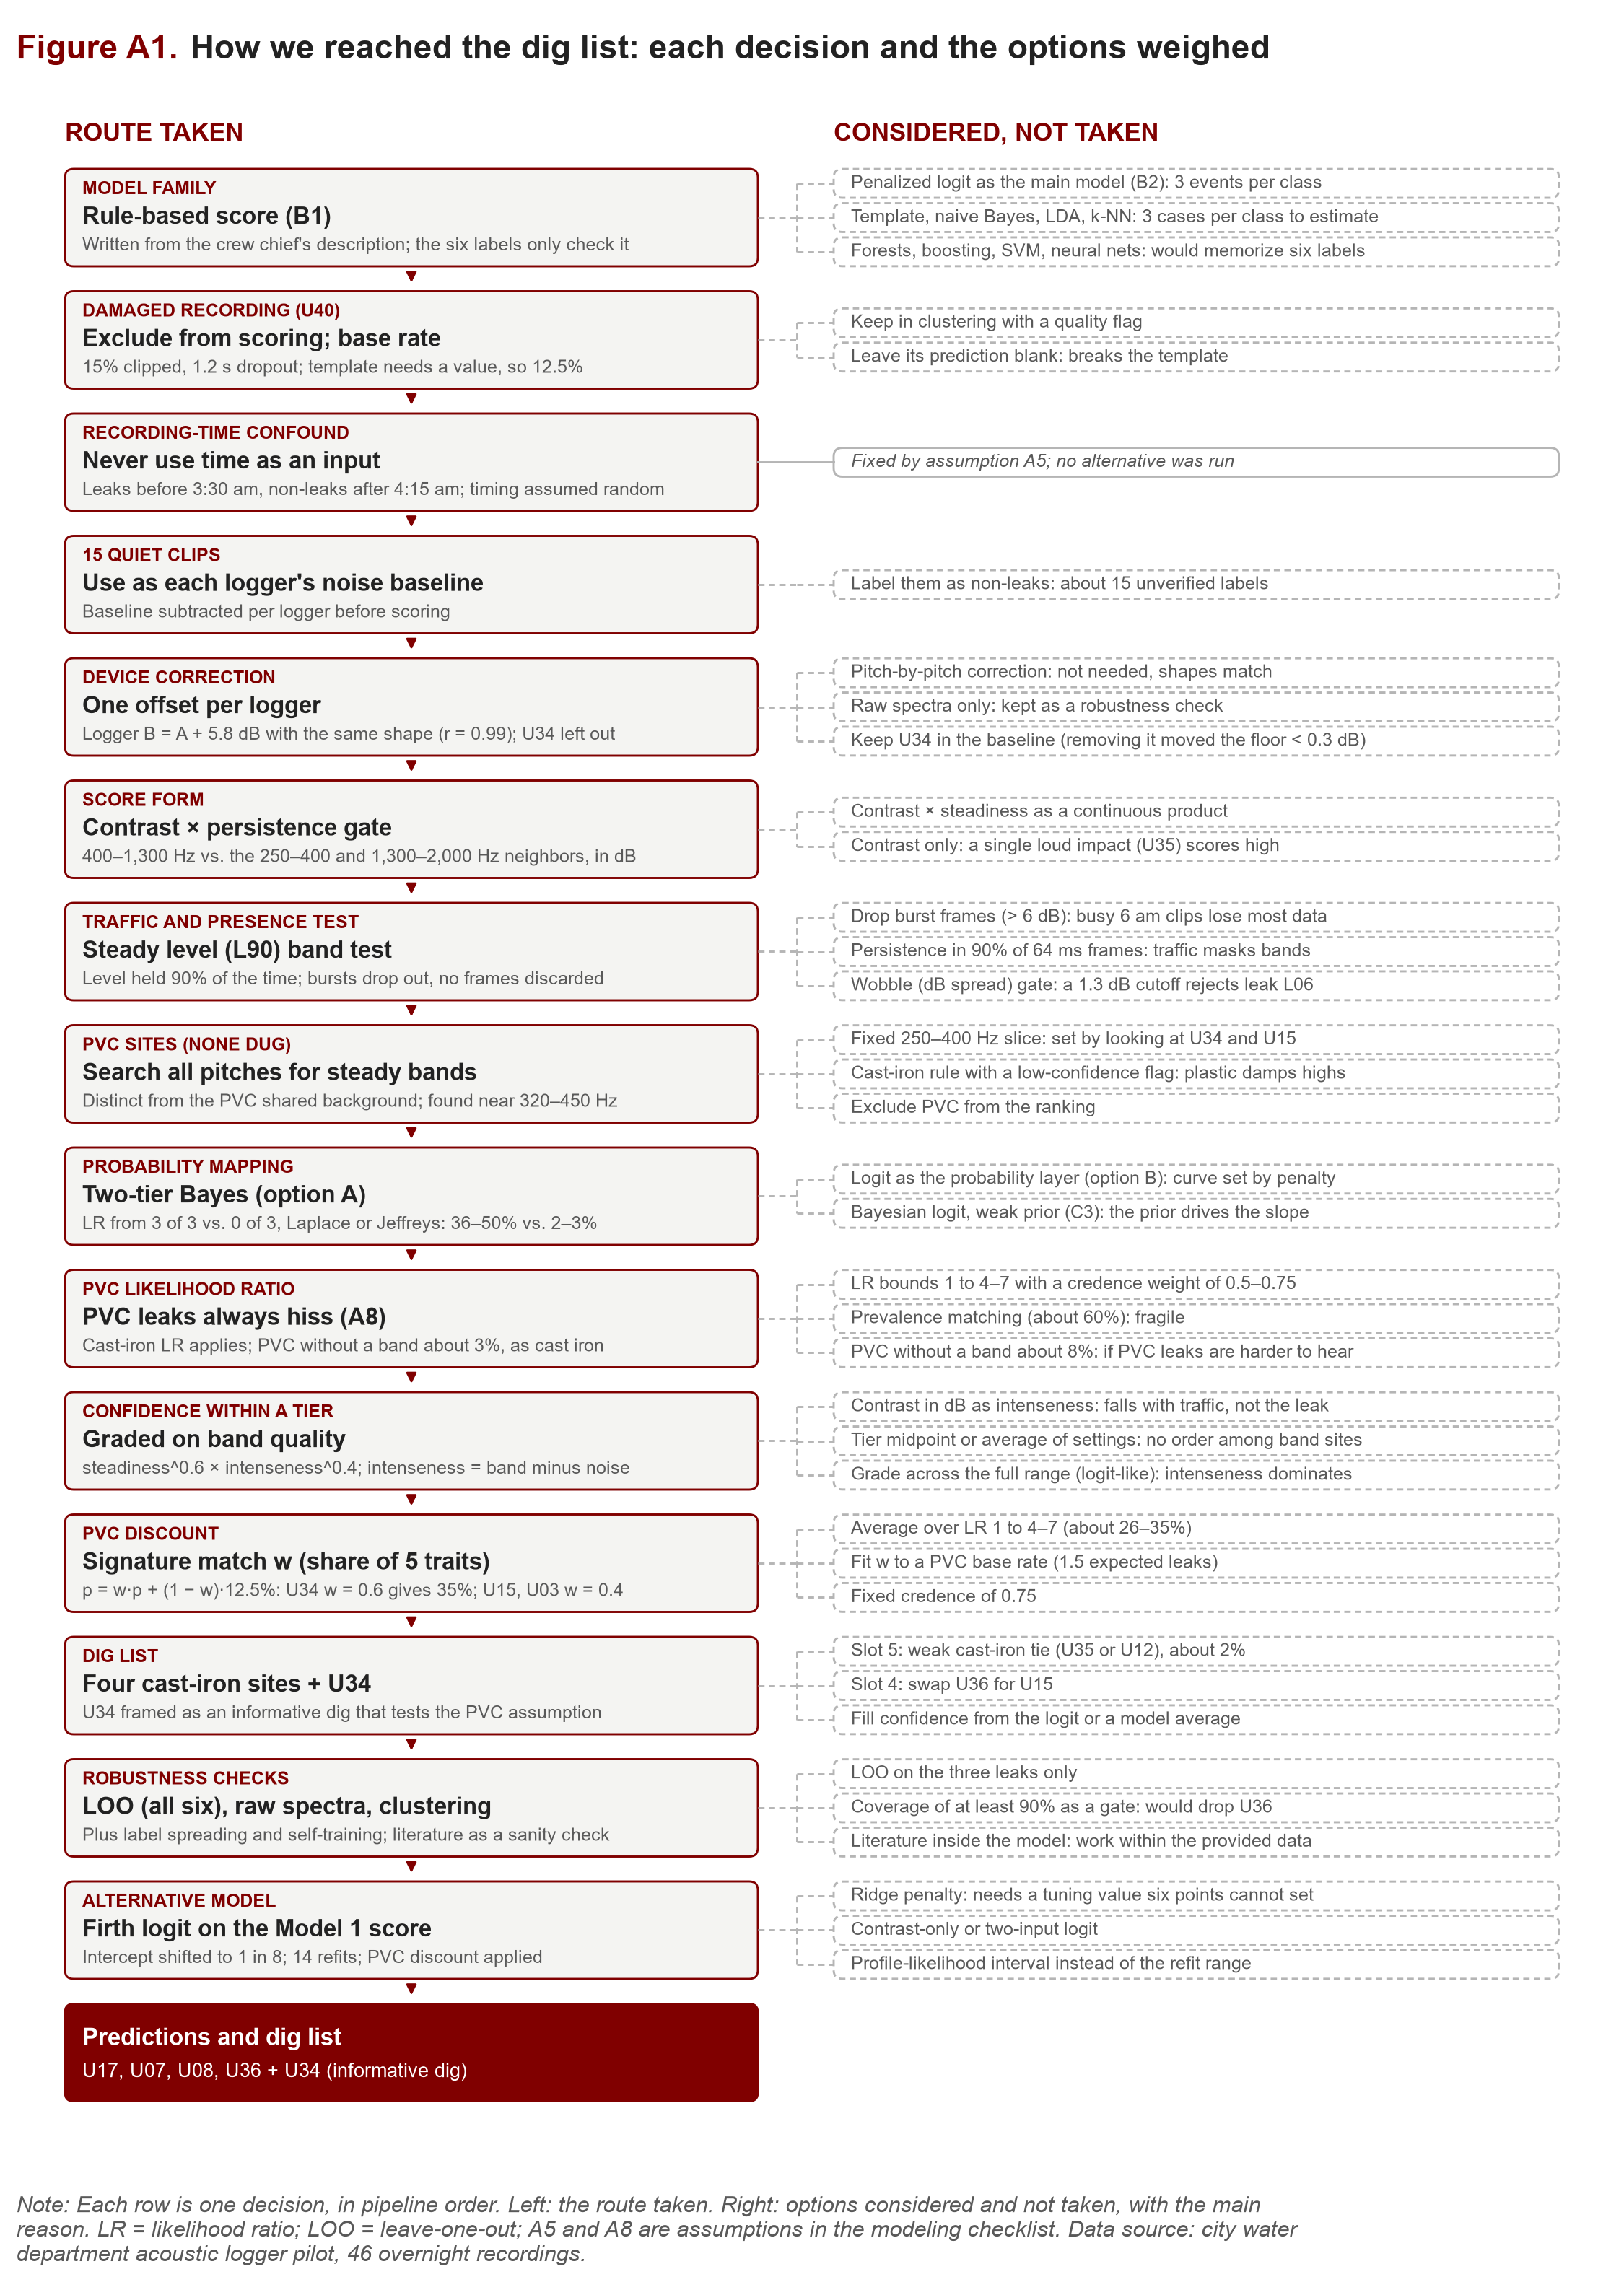 Figure A1. How we reached the dig list: each decision and the options weighed
ROUTE TAKEN
CONSIDERED, NOT TAKEN
MODEL FAMILY
Rule-based score (B1)
Written from the crew chief's description; the six labels only check it
Penalized logit as the main model (B2): 3 events per class
Template, naive Bayes, LDA, k-NN: 3 cases per class to estimate
Forests, boosting, SVM, neural nets: would memorize six labels
DAMAGED RECORDING (U40)
Exclude from scoring; base rate
15% clipped, 1.2 s dropout; template needs a value, so 12.5%
Keep in clustering with a quality flag
Leave its prediction blank: breaks the template
RECORDING-TIME CONFOUND
Never use time as an input
Leaks before 3:30 am, non-leaks after 4:15 am; timing assumed random
Fixed by assumption A5; no alternative was run
15 QUIET CLIPS
Use as each logger's noise baseline
Baseline subtracted per logger before scoring
Label them as non-leaks: about 15 unverified labels
DEVICE CORRECTION
One offset per logger
Logger B = A + 5.8 dB with the same shape (r = 0.99); U34 left out
Pitch-by-pitch correction: not needed, shapes match
Raw spectra only: kept as a robustness check
Keep U34 in the baseline (removing it moved the floor < 0.3 dB)
SCORE FORM
Contrast × persistence gate
400–1,300 Hz vs. the 250–400 and 1,300–2,000 Hz neighbors, in dB
Contrast × steadiness as a continuous product
Contrast only: a single loud impact (U35) scores high
TRAFFIC AND PRESENCE TEST
Steady level (L90) band test
Level held 90% of the time; bursts drop out, no frames discarded
Drop burst frames (> 6 dB): busy 6 am clips lose most data
Persistence in 90% of 64 ms frames: traffic masks bands
Wobble (dB spread) gate: a 1.3 dB cutoff rejects leak L06
PVC SITES (NONE DUG)
Search all pitches for steady bands
Distinct from the PVC shared background; found near 320–450 Hz
Fixed 250–400 Hz slice: set by looking at U34 and U15
Cast-iron rule with a low-confidence flag: plastic damps highs
Exclude PVC from the ranking
PROBABILITY MAPPING
Two-tier Bayes (option A)
LR from 3 of 3 vs. 0 of 3, Laplace or Jeffreys: 36–50% vs. 2–3%
Logit as the probability layer (option B): curve set by penalty
Bayesian logit, weak prior (C3): the prior drives the slope
PVC LIKELIHOOD RATIO
PVC leaks always hiss (A8)
Cast-iron LR applies; PVC without a band about 3%, as cast iron
LR bounds 1 to 4–7 with a credence weight of 0.5–0.75
Prevalence matching (about 60%): fragile
PVC without a band about 8%: if PVC leaks are harder to hear
CONFIDENCE WITHIN A TIER
Graded on band quality
steadiness^0.6 × intenseness^0.4; intenseness = band minus noise
Contrast in dB as intenseness: falls with traffic, not the leak
Tier midpoint or average of settings: no order among band sites
Grade across the full range (logit-like): intenseness dominates
PVC DISCOUNT
Signature match w (share of 5 traits)
p = w·p + (1 − w)·12.5%: U34 w = 0.6 gives 35%; U15, U03 w = 0.4
Average over LR 1 to 4–7 (about 26–35%)
Fit w to a PVC base rate (1.5 expected leaks)
Fixed credence of 0.75
DIG LIST
Four cast-iron sites + U34
U34 framed as an informative dig that tests the PVC assumption
Slot 5: weak cast-iron tie (U35 or U12), about 2%
Slot 4: swap U36 for U15
Fill confidence from the logit or a model average
ROBUSTNESS CHECKS
LOO (all six), raw spectra, clustering
Plus label spreading and self-training; literature as a sanity check
LOO on the three leaks only
Coverage of at least 90% as a gate: would drop U36
Literature inside the model: work within the provided data
ALTERNATIVE MODEL
Firth logit on the Model 1 score
Intercept shifted to 1 in 8; 14 refits; PVC discount applied
Ridge penalty: needs a tuning value six points cannot set
Contrast-only or two-input logit
Profile-likelihood interval instead of the refit range
Predictions and dig list
U17, U07, U08, U36 + U34 (informative dig)
Note: Each row is one decision, in pipeline order. Left: the route taken. Right: options considered and not taken, with the main
reason. LR = likelihood ratio; LOO = leave-one-out; A5 and A8 are assumptions in the modeling checklist. Data source: city water
department acoustic logger pilot, 46 overnight recordings.